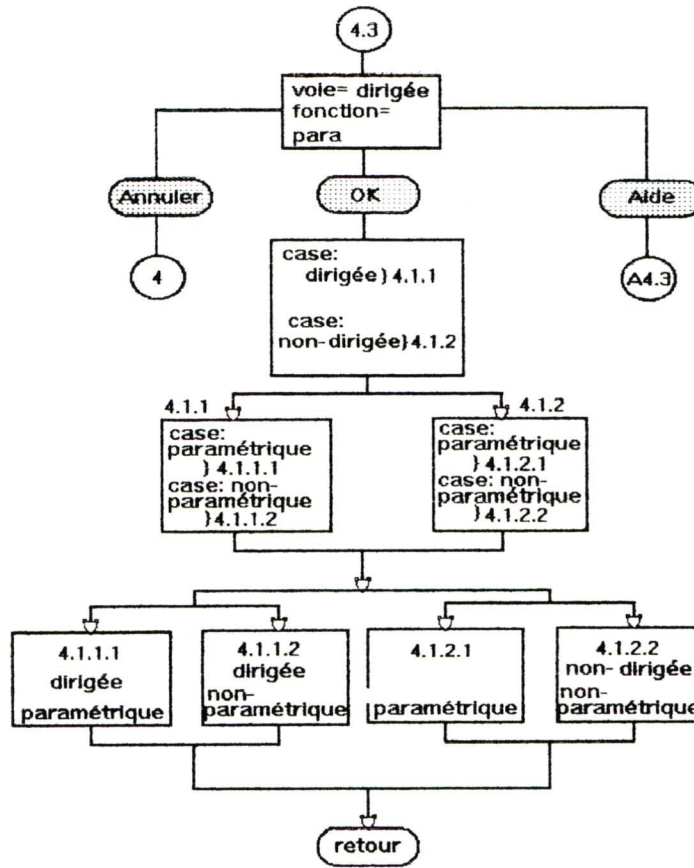 4.3
voie= dirigée
fonction=
para
Annuler
OK
Aide
4
A4.3
case:
dirigée}4.1.1
case:
non-dirigée}4.1.2
4.1.1
4.1.2
case:
paramétrique
}4.1.1.1
case: non-
paramétrique
}4.1.1.2
case:
paramétrique
}4.1.2.1
case: non-
paramétrique
}4.1.2.2
4.1.1.1
dirigée
paramétrique
4.1.1.2
dirigée
non-
paramétrique
4.1.2.1
paramétrique
4.1.2.2
non-dirigée
non-
paramétrique
retour